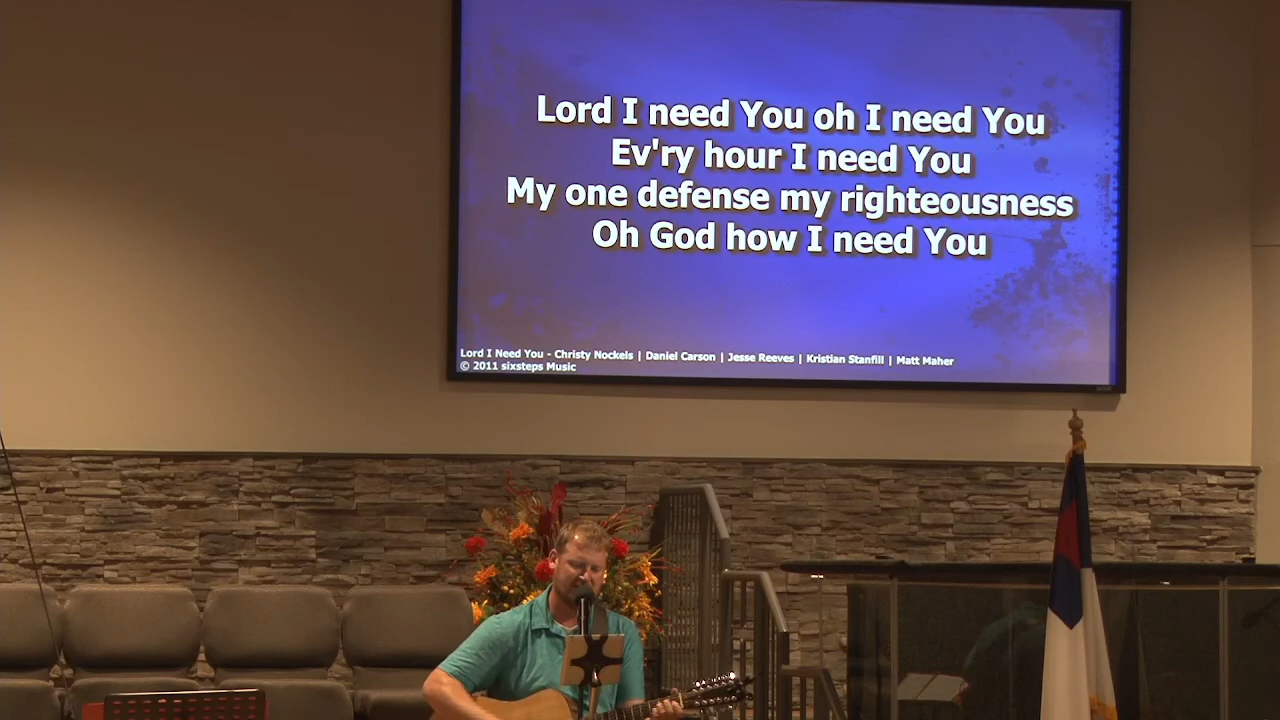 Lord I need You oh I need You
Ev'ry hour I need You
My one defense my righteousness
Oh God how I need You
Lord I Need You - Christy Nockels | Daniel Carson | Jesse Reeves | Kristian Stanfill | Matt Maher
© 2011 sixsteps Music